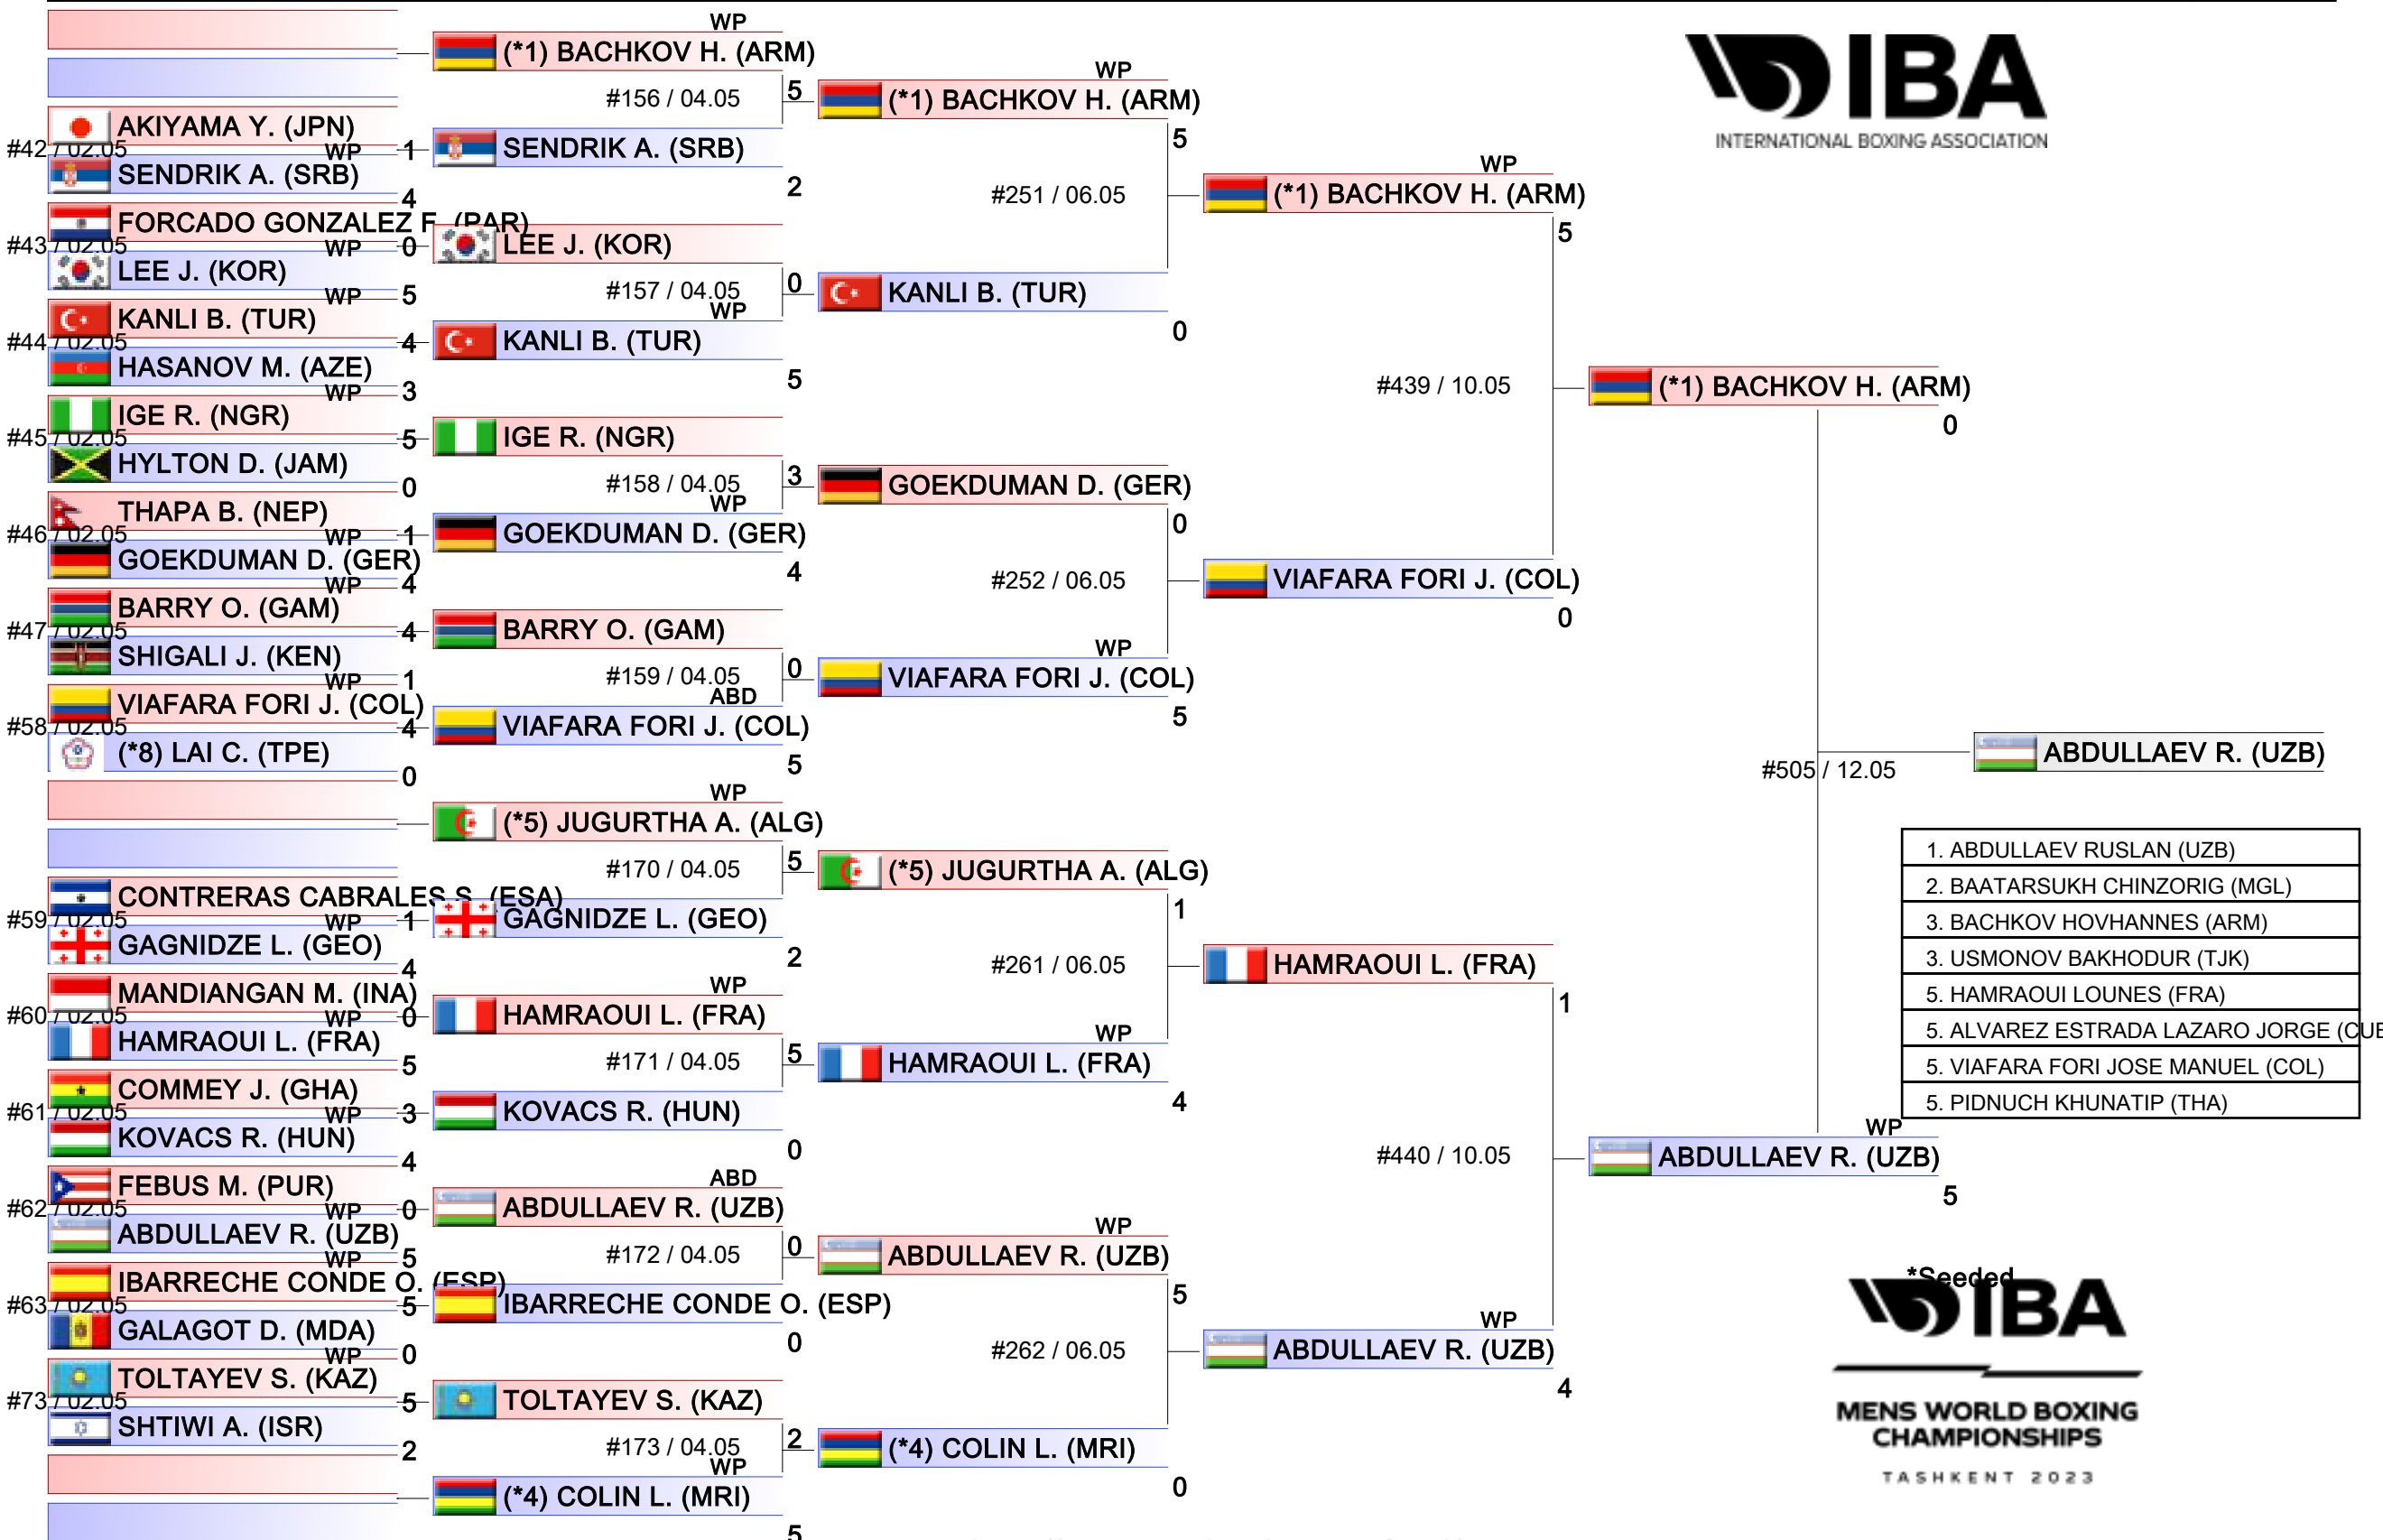 WP
(*1) BACHKOV H. (ARM)
#156 / 04.05
5
SENDRIK A. (SRB)
2
AKIYAMA Y. (JPN)
#42 / 02.05
WP
1
SENDRIK A. (SRB)
4
FORCADO GONZALEZ F. (PAR)
#43 / 02.05
WP
0
LEE J. (KOR)
5
LEE J. (KOR)
#157 / 04.05
0
WP
KANLI B. (TUR)
5
WP
KANLI B. (TUR)
#44 / 02.05
4
HASANOV M. (AZE)
3
WP
IGE R. (NGR)
#45 / 02.05
5
HYLTON D. (JAM)
0
IGE R. (NGR)
#158 / 04.05
3
WP
GOEKDUMAN D. (GER)
4
THAPA B. (NEP)
#46 / 02.05
WP
1
GOEKDUMAN D. (GER)
4
WP
BARRY O. (GAM)
#47 / 02.05
4
SHIGALI J. (KEN)
1
BARRY O. (GAM)
#159 / 04.05
0
ABD
VIAFARA FORI J. (COL)
5
WP
VIAFARA FORI J. (COL)
#58 / 02.05
4
(*8) LAI C. (TPE)
0
WP
(*5) JUGURTHA A. (ALG)
#170 / 04.05
5
GAGNIDZE L. (GEO)
2
CONTRERAS CABRALES S. (ESA)
#59 / 02.05
WP
1
GAGNIDZE L. (GEO)
4
MANDIANGAN M. (INA)
#60 / 02.05
WP
0
HAMRAOUI L. (FRA)
5
WP
HAMRAOUI L. (FRA)
#171 / 04.05
5
KOVACS R. (HUN)
0
COMMEY J. (GHA)
#61 / 02.05
WP
3
KOVACS R. (HUN)
4
FEBUS M. (PUR)
#62 / 02.05
WP
0
ABDULLAEV R. (UZB)
5
ABD
ABDULLAEV R. (UZB)
#172 / 04.05
0
IBARRECHE CONDE O. (ESP)
0
WP
IBARRECHE CONDE O. (ESP)
#63 / 02.05
5
GALAGOT D. (MDA)
0
WP
TOLTAYEV S. (KAZ)
#73 / 02.05
5
SHTIWI A. (ISR)
2
TOLTAYEV S. (KAZ)
#173 / 04.05
2
WP
(*4) COLIN L. (MRI)
5
WP
(*1) BACHKOV H. (ARM)
5
#251 / 06.05
KANLI B. (TUR)
0
GOEKDUMAN D. (GER)
0
#252 / 06.05
WP
VIAFARA FORI J. (COL)
5
(*5) JUGURTHA A. (ALG)
1
#261 / 06.05
WP
HAMRAOUI L. (FRA)
4
WP
ABDULLAEV R. (UZB)
5
#262 / 06.05
(*4) COLIN L. (MRI)
0
WP
(*1) BACHKOV H. (ARM)
5
#439 / 10.05
VIAFARA FORI J. (COL)
0
HAMRAOUI L. (FRA)
1
#440 / 10.05
WP
ABDULLAEV R. (UZB)
4
(*1) BACHKOV H. (ARM)
0
#505 / 12.05
WP
ABDULLAEV R. (UZB)
5
ABDULLAEV R. (UZB)
IBA
INTERNATIONAL BOXING ASSOCIATION
1. ABDULLAEV RUSLAN (UZB)
2. BAATARSUKH CHINZORIG (MGL)
3. BACHKOV HOVHANNES (ARM)
3. USMONOV BAKHODUR (TJK)
5. HAMRAOUI LOUNES (FRA)
5. ALVAREZ ESTRADA LAZARO JORGE (CUE
5. VIAFARA FORI JOSE MANUEL (COL)
5. PIDNUCH KHUNATIP (THA)
*Seeded
IBA
MENS WORLD BOXING
CHAMPIONSHIPS
TASHKENT 2023